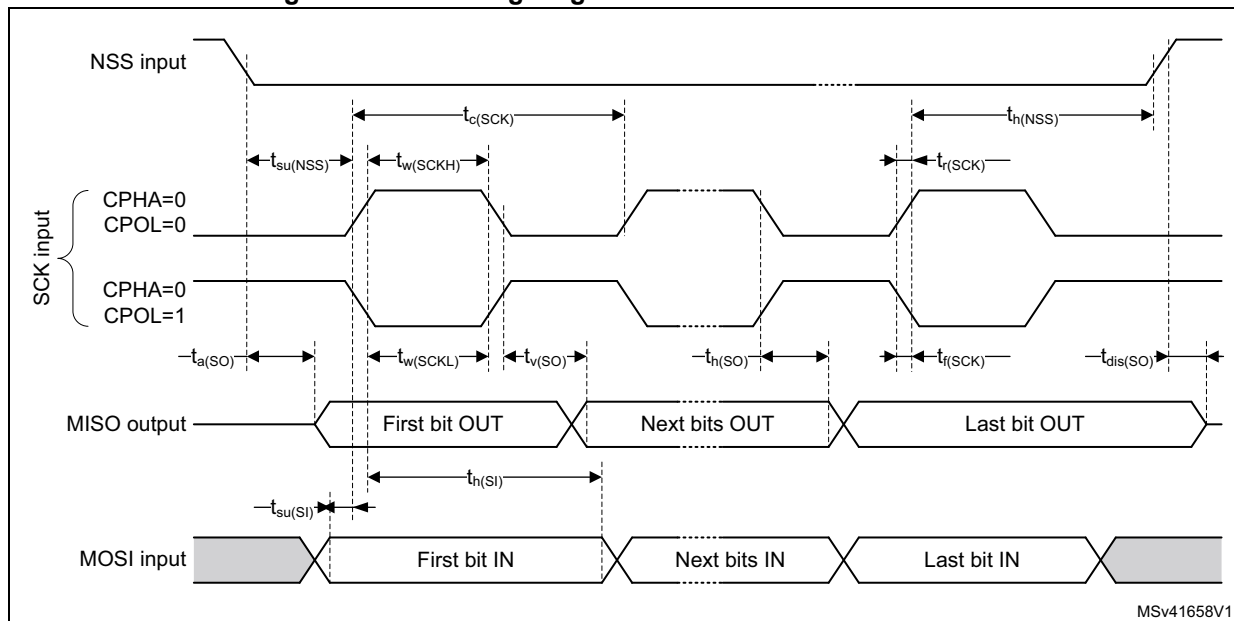 NSS input
tc(SCK)
th(NSS)
tsu(NSS)
tw(SCKH)
tr(SCK)
SCK input
CPHA=0
CPOL=0
CPHA=0
CPOL=1
ta(SO)
tw(SCKL)
tv(SO)
th(SO)
tf(SCK)
tdis(SO)
MISO output
First bit OUT
Next bits OUT
Last bit OUT
th(SI)
tsu(SI)
MOSI input
First bit IN
Next bits IN
Last bit IN
MSv41658V1